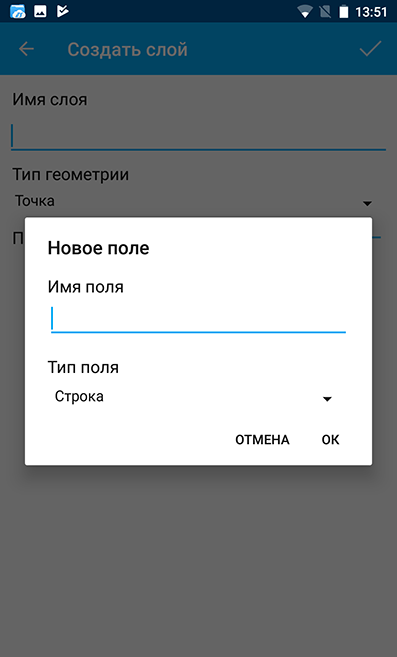 13:51
Создать слой
Имя слоя
Тип геометрии
Точка
Новое поле
Имя поля
Тип поля
Строка
ОТМЕНА ОК